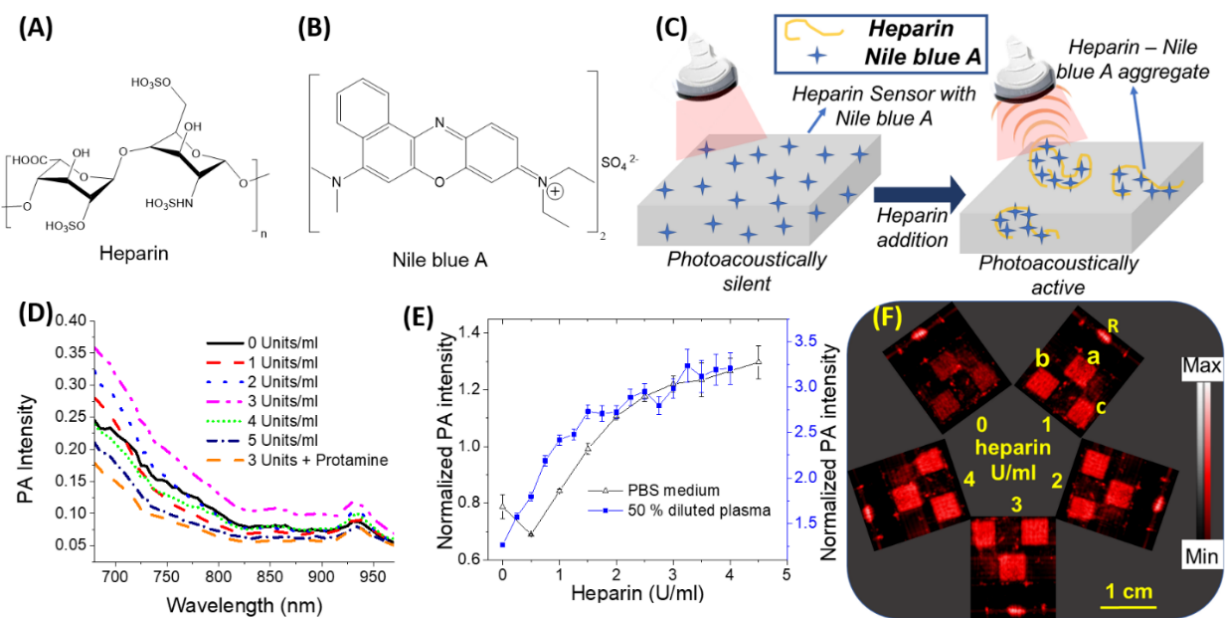 (A)
HO₃SO
OH
HOOC
OH
O
O
O
O
HO₃SO
HO₃SHN
n
Heparin
(B)
N
N
O
N
+
SO₄ 2-
2
Nile blue A
(C)
Heparin
Nile blue A
Heparin Sensor with
Nile blue A
Heparin – Nile
blue A aggregate
Heparin
addition
Photoacoustically
silent
Photoacoustically
active
(D)
PA Intensity
0.40
0.35
0.30
0.25
0.20
0.15
0.10
0.05
700 750 800 850 900 950
Wavelength (nm)
0 Units/ml
1 Units/ml
2 Units/ml
3 Units/ml
4 Units/ml
5 Units/ml
3 Units + Protamine
(E)
Normalized PA intensity
1.4
1.2
1.0
0.8
0.6
0 1 2 3 4 5
Heparin (U/ml)
PBS medium
50 % diluted plasma
3.5
3.0
2.5
2.0
1.5
Normalized PA intensity
(F)
R
b
a
c
0
1
heparin
U/ml
4
2
3
Max
Min
1 cm